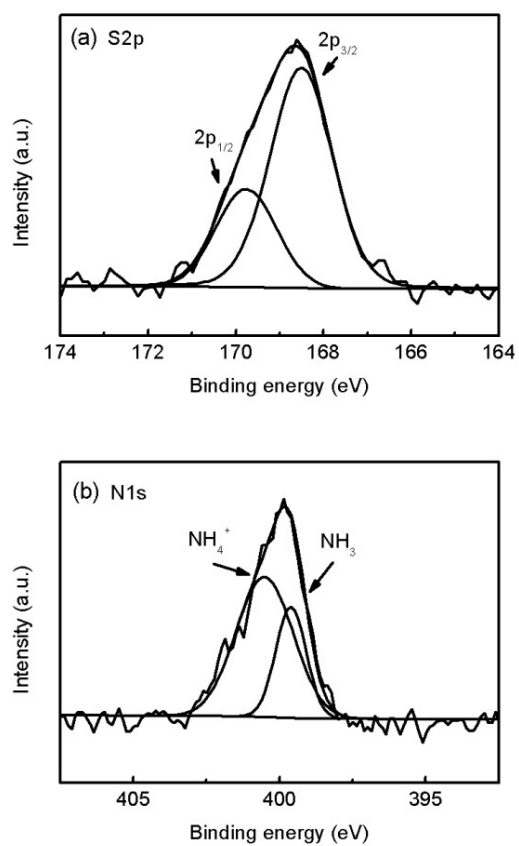 (a) S2p
2p3/2
2p1/2
Intensity (a.u.)
174 172 170 168 166 164
Binding energy (eV)
(b) N1s
NH4+
NH3
Intensity (a.u.)
405 400 395
Binding energy (eV)